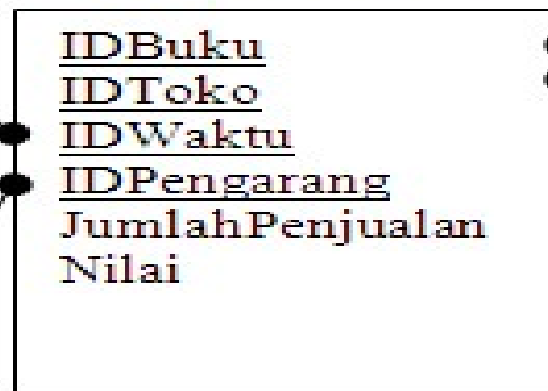 IDBuku
IDToko
IDWaktu
IDPengarang
JumlahPenjualan
Nilai